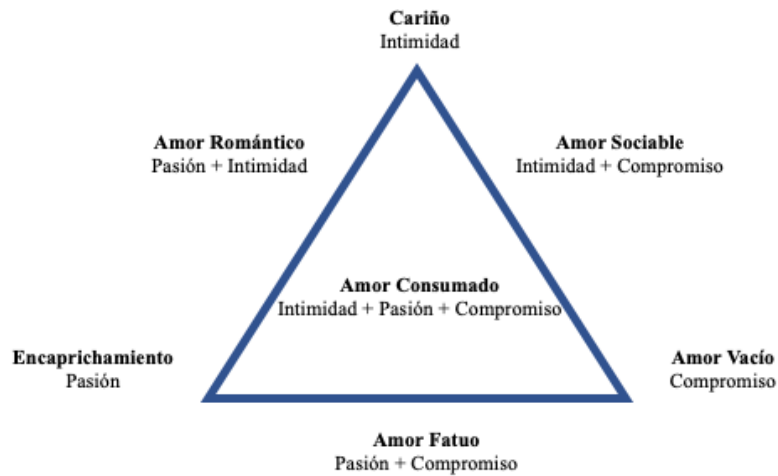 Cariño
Intimidad
Amor Romántico
Pasión + Intimidad
Amor Sociable
Intimidad + Compromiso
Amor Consumado
Intimidad + Pasión + Compromiso
Encaprichamiento
Pasión
Amor Vacío
Compromiso
Amor Fatuo
Pasión + Compromiso